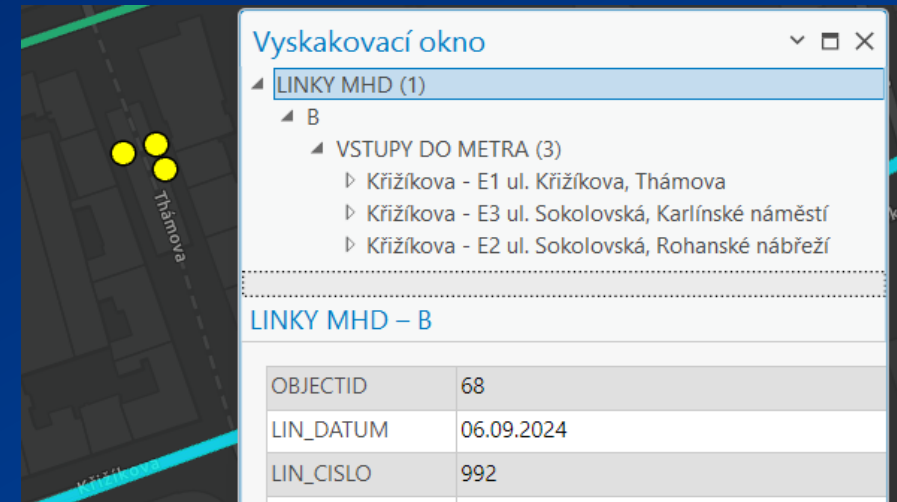 Vyskakovací okno
LINKY MHD (1)
B
VSTUPY DO METRA (3)
Křižíkova - E1 ul. Křižíkova, Thámova
Křižíkova - E3 ul. Sokolovská, Karlínské náměstí
Křižíkova - E2 ul. Sokolovská, Rohanské nábřeží
Thámova
LINKY MHD – B
OBJECTID 68
LIN_DATUM 06.09.2024
LIN_CISLO 992
Křižíkova